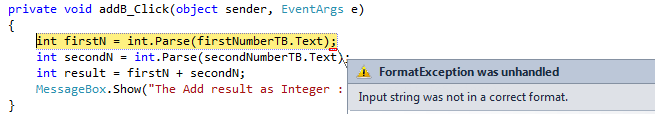 private void addB_Click(object sender, EventArgs e)
{
int firstN = int.Parse(firstNumberTB.Text);
int secondN = int.Parse(secondNumberTB.Text);
int result = firstN + secondN;
MessageBox.Show("The Add result as Integer :
}
FormatException was unhandled
Input string was not in a correct format.